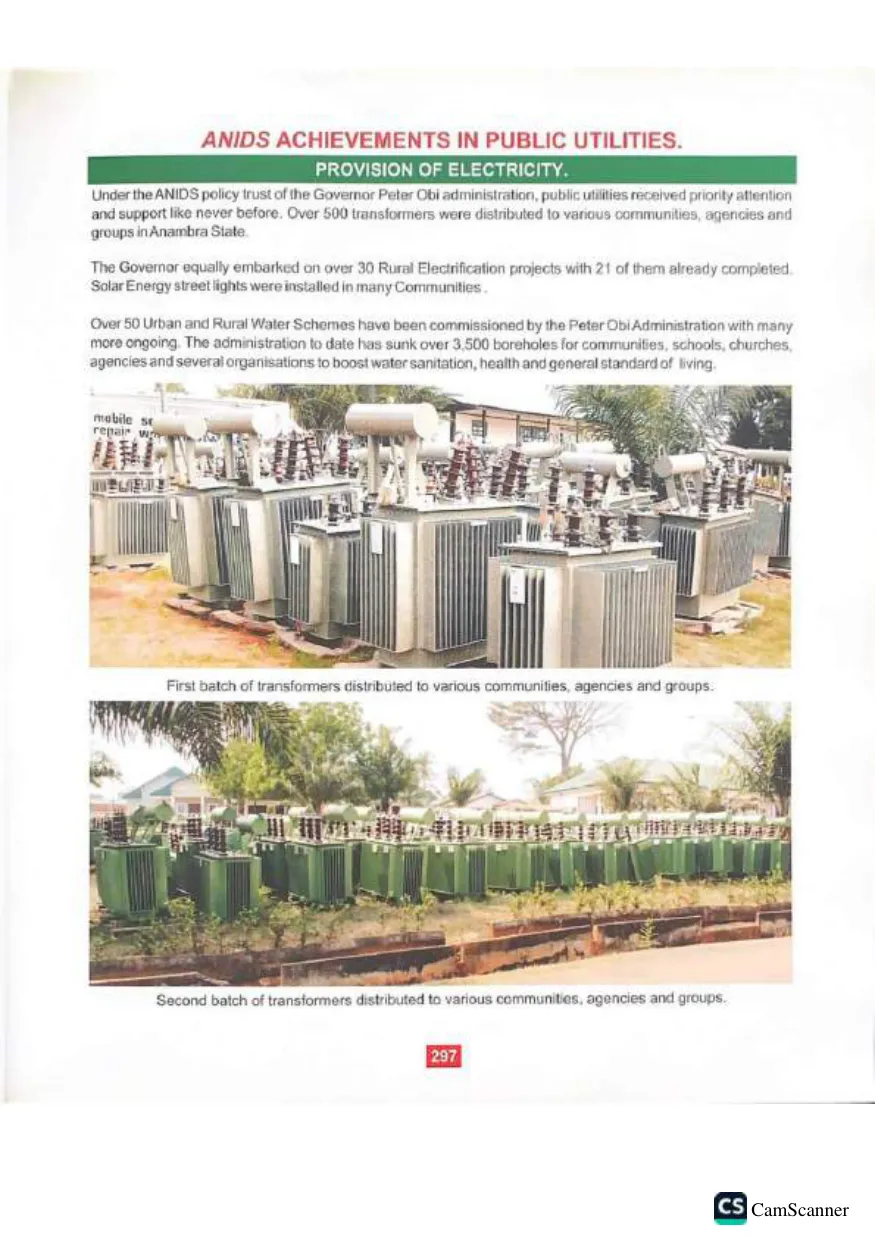 ANIDS ACHIEVEMENTS IN PUBLIC UTILITIES.
PROVISION OF ELECTRICITY.
Under the ANIDS policy trust of the Governor Peter Obi administration, public utilities received priority attention
and support like never before. Over 500 transformers were distributed to various communities, agencies and
groups in Anambra State.
The Governor equally embarked on over 30 Rural Electrification projects with 21 of them already completed.
Solar Energy street lights were installed in many Communities .
Over 50 Urban and Rural Water Schemes have been commissioned by the Peter Obi Administration with many
more ongoing. The administration to date has sunk over 3,500 boreholes for communities, schools, churches,
agencies and several organisations to boost water sanitation, health and general standard of living.
mobile
repair
First batch of transformers distributed to various communities, agencies and groups.
Second batch of transformers distributed to various communities, agencies and groups.
297
CS CamScanner